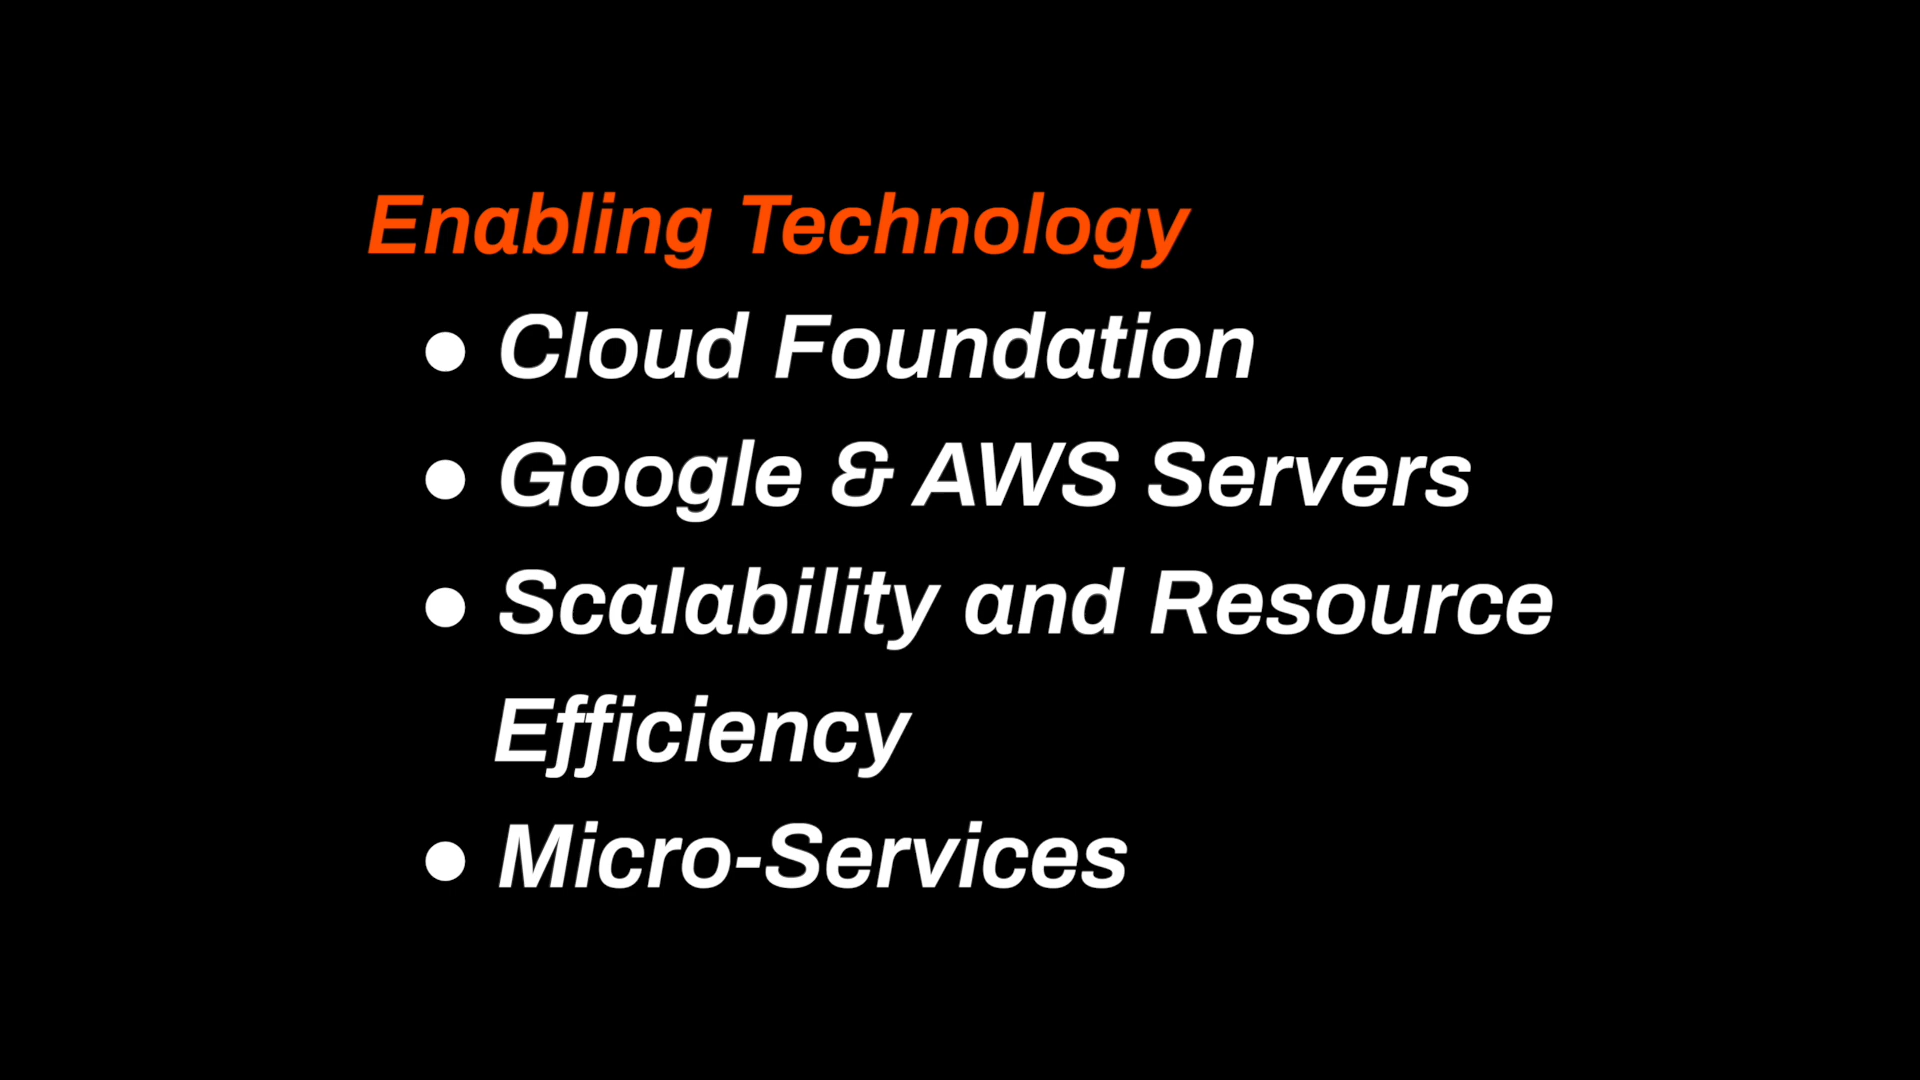 Enabling Technology
● Cloud Foundation
● Google & AWS Servers
● Scalability and Resource
Efficiency
● Micro-Services